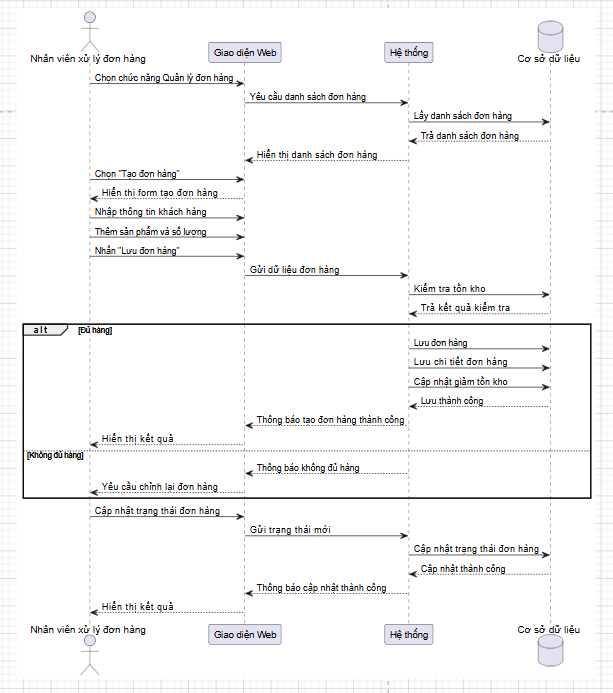 Nhân viên xử lý đơn hàng
Giao diện Web
Hệ thống
Cơ sở dữ liệu
Chọn chức năng Quản lý đơn hàng
Yêu cầu danh sách đơn hàng
Lấy danh sách đơn hàng
Trả danh sách đơn hàng
Hiển thị danh sách đơn hàng
Chọn "Tạo đơn hàng"
Hiển thị form tạo đơn hàng
Nhập thông tin khách hàng
Thêm sản phẩm và số lượng
Nhấn "Lưu đơn hàng"
Gửi dữ liệu đơn hàng
Kiểm tra tồn kho
Trả kết quả kiểm tra
alt
[Đủ hàng]
Lưu đơn hàng
Lưu chi tiết đơn hàng
Cập nhật giảm tồn kho
Lưu thành công
Thông báo tạo đơn hàng thành công
Hiển thị kết quả
[Không đủ hàng]
Thông báo không đủ hàng
Yêu cầu chỉnh lại đơn hàng
Cập nhật trạng thái đơn hàng
Gửi trạng thái mới
Cập nhật trạng thái đơn hàng
Cập nhật thành công
Thông báo cập nhật thành công
Hiển thị kết quả
Nhân viên xử lý đơn hàng
Giao diện Web
Hệ thống
Cơ sở dữ liệu